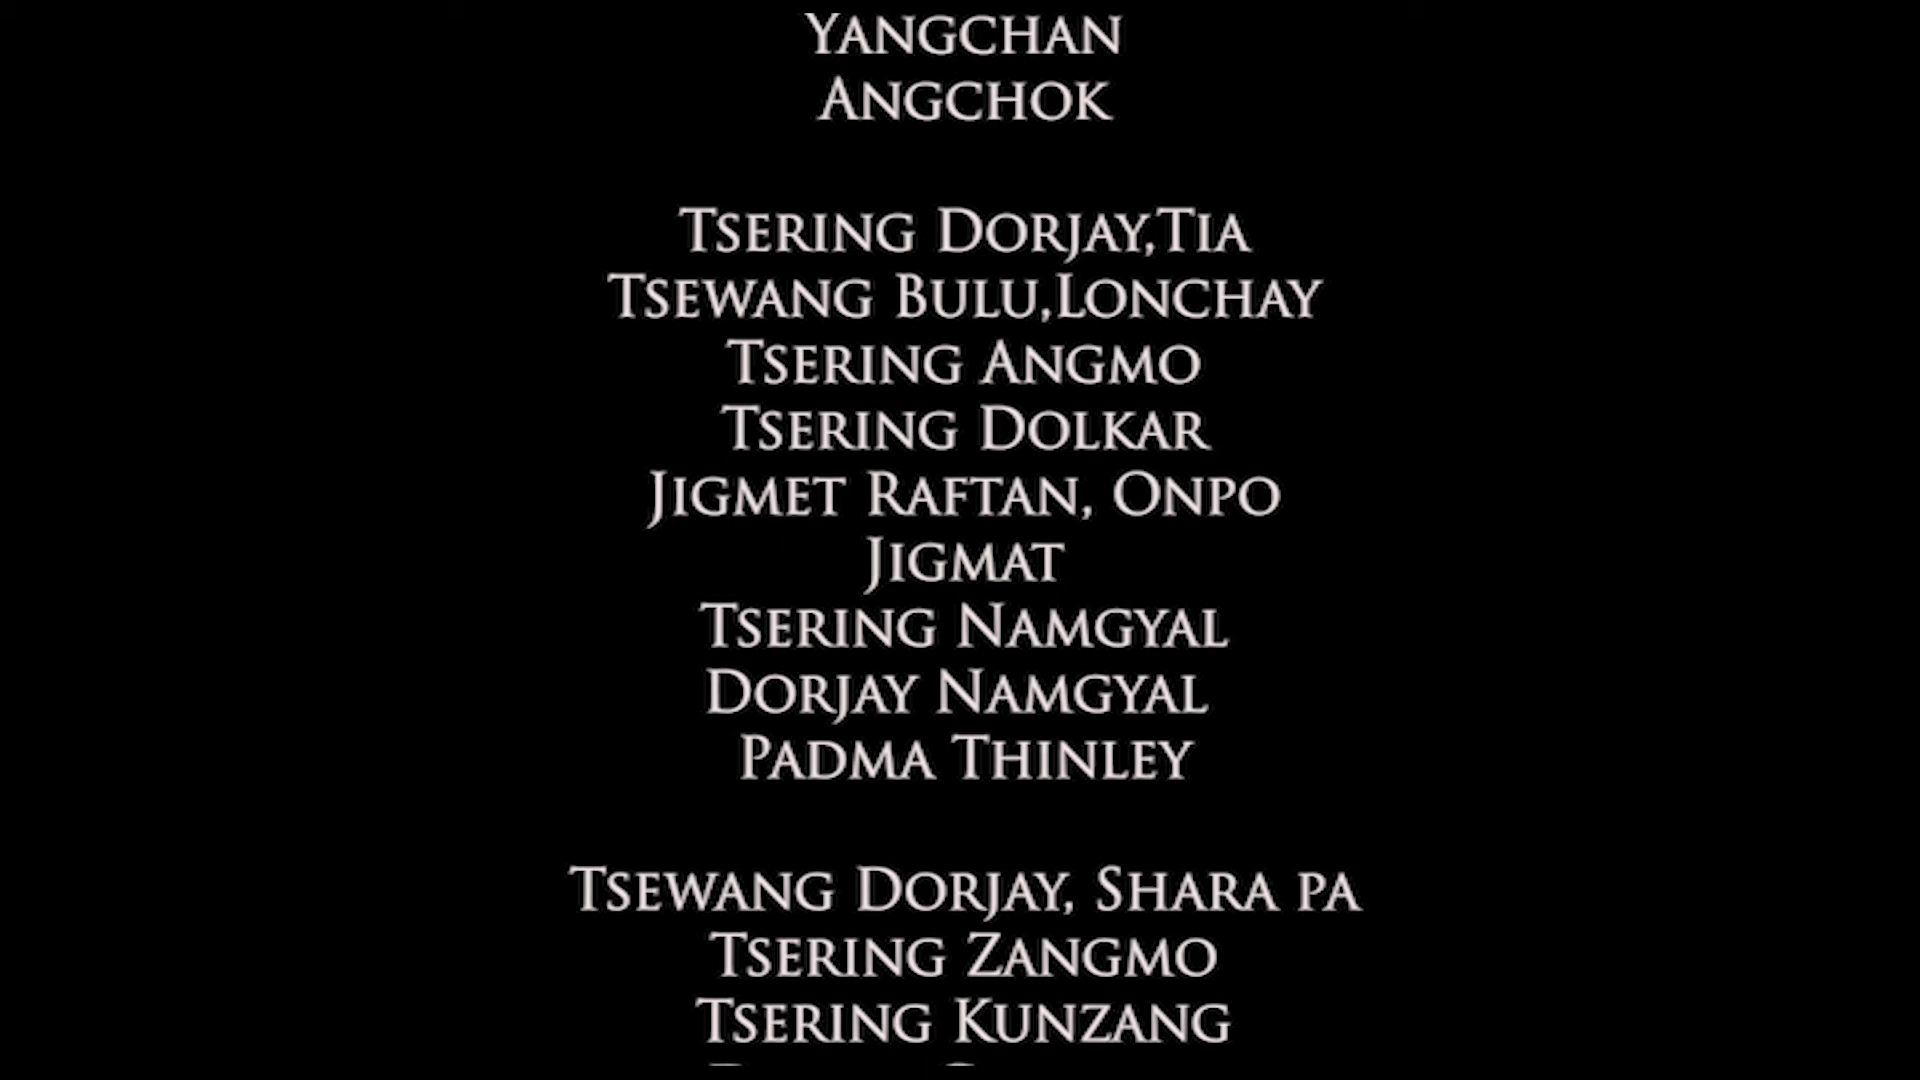 Yangchan
Angchok
Tsering Dorjay,Tia
Tsewang Bulu,Lonchay
Tsering Angmo
Tsering Dolkar
Jigmet Raftan, Onpo
Jigmat
Tsering Namgyal
Dorjay Namgyal
Padma Thinley
Tsewang Dorjay, Shara pa
Tsering Zangmo
Tsering Kunzang